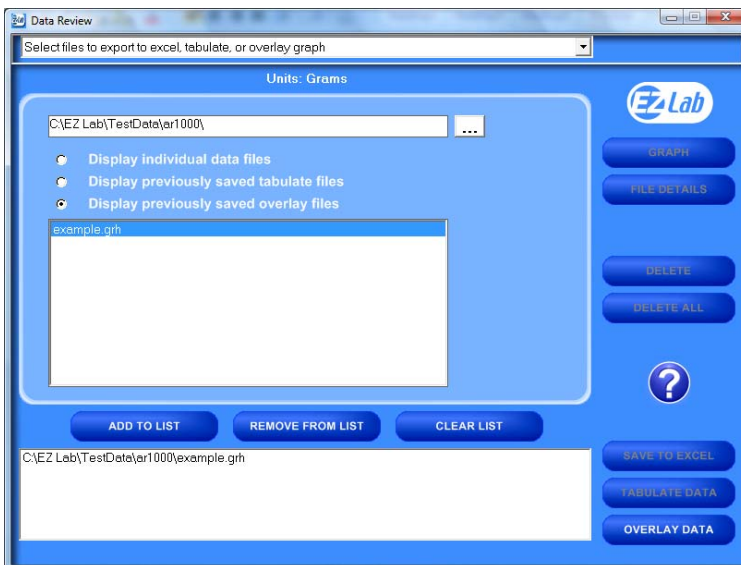 Data Review
Select files to export to excel, tabulate, or overlay graph
Units: Grams
EZ Lab
C:\EZ Lab\TestData\ar1000\
...
GRAPH
Display individual data files
Display previously saved tabulate files
FILE DETAILS
Display previously saved overlay files
example.grh
DELETE
DELETE ALL
?
ADD TO LIST REMOVE FROM LIST CLEAR LIST
C:\EZ Lab\TestData\ar1000\example.grh
SAVE TO EXCEL
TABULATE DATA
OVERLAY DATA